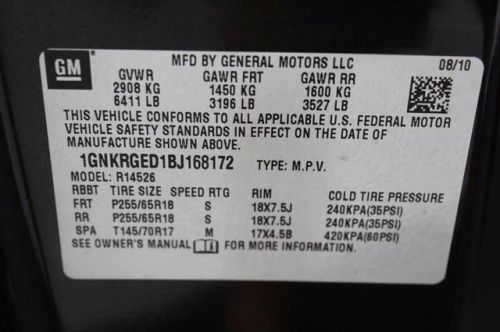 GM
MFD BY GENERAL MOTORS LLC
08/10
GVWR GAWR FRT GAWR RR
2908 KG 1450 KG 1600 KG
6411 LB 3196 LB 3527 LB
THIS VEHICLE CONFORMS TO ALL APPLICABLE U.S. FEDERAL MOTOR
VEHICLE SAFETY STANDARDS IN EFFECT ON THE DATE OF
MANUFACTURE SHOWN ABOVE.
1GNKRGED1BJ168172 TYPE: M.P.V.
MODEL: R14526
RBBT TIRE SIZE SPEED RTG RIM COLD TIRE PRESSURE
FRT P255/65R18 S 18X7.5J 240KPA(35PSI)
RR P255/65R18 S 18X7.5J 240KPA(35PSI)
SPA T145/70R17 M 17X4.5B 420KPA(60PSI)
SEE OWNER'S MANUAL FOR MORE INFORMATION.